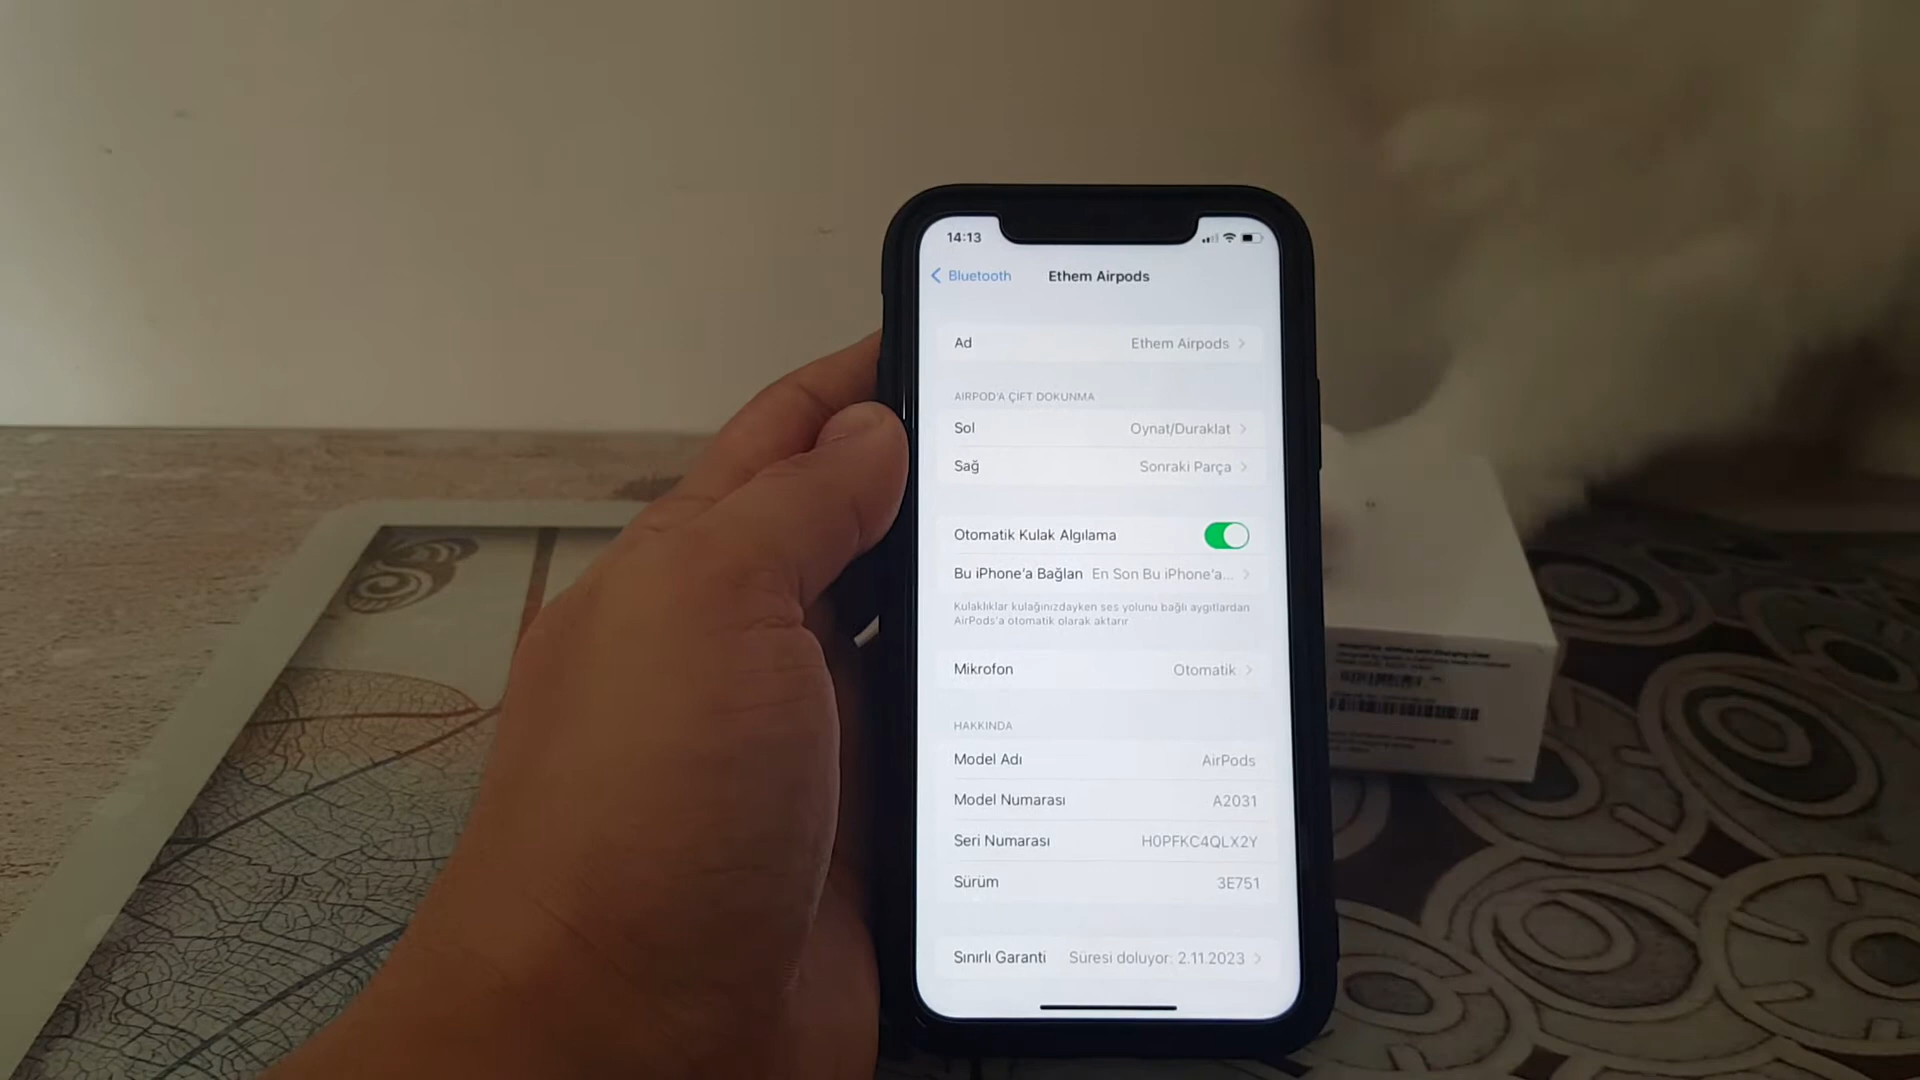 14:13
Bluetooth
Ethem Airpods
Ad Ethem Airpods
AIRPOD'A ÇİFT DOKUNMA
Sol Oynat/Duraklat
Sağ Sonraki Parça
Otomatik Kulak Algılama
Bu iPhone'a Bağlan En Son Bu iPhone'a...
Kulaklıklar kulağınızdayken ses yolunu bağlı aygıtlardan
AirPods'a otomatik olarak aktarır
Mikrofon Otomatik
HAKKINDA
Model Adı AirPods
Model Numarası A2031
Seri Numarası H0PFKC4QLX2Y
Sürüm 3E751
Sınırlı Garanti Süresi doluyor: 2.11.2023